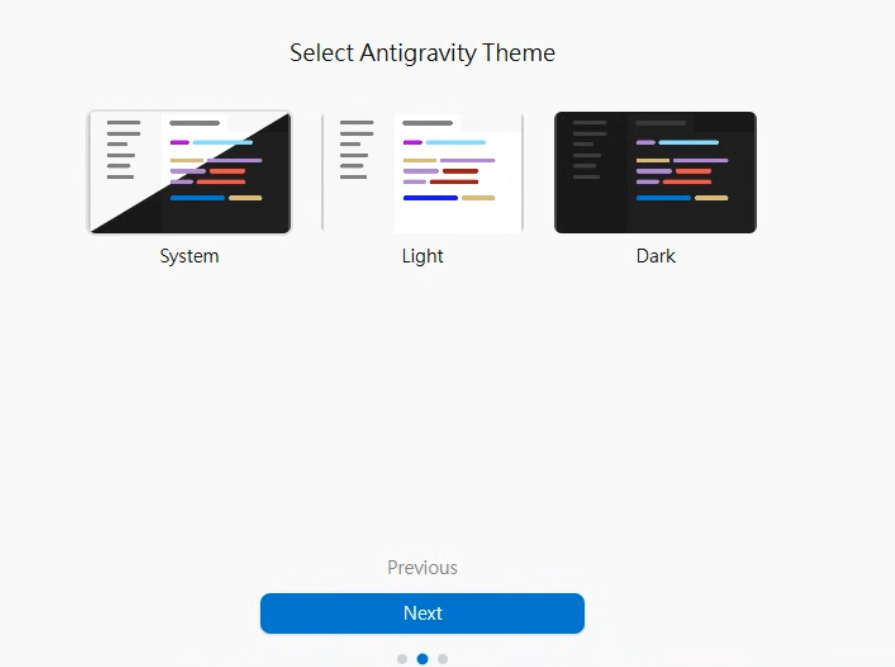 Select Antigravity Theme
System
Light
Dark
Previous
Next